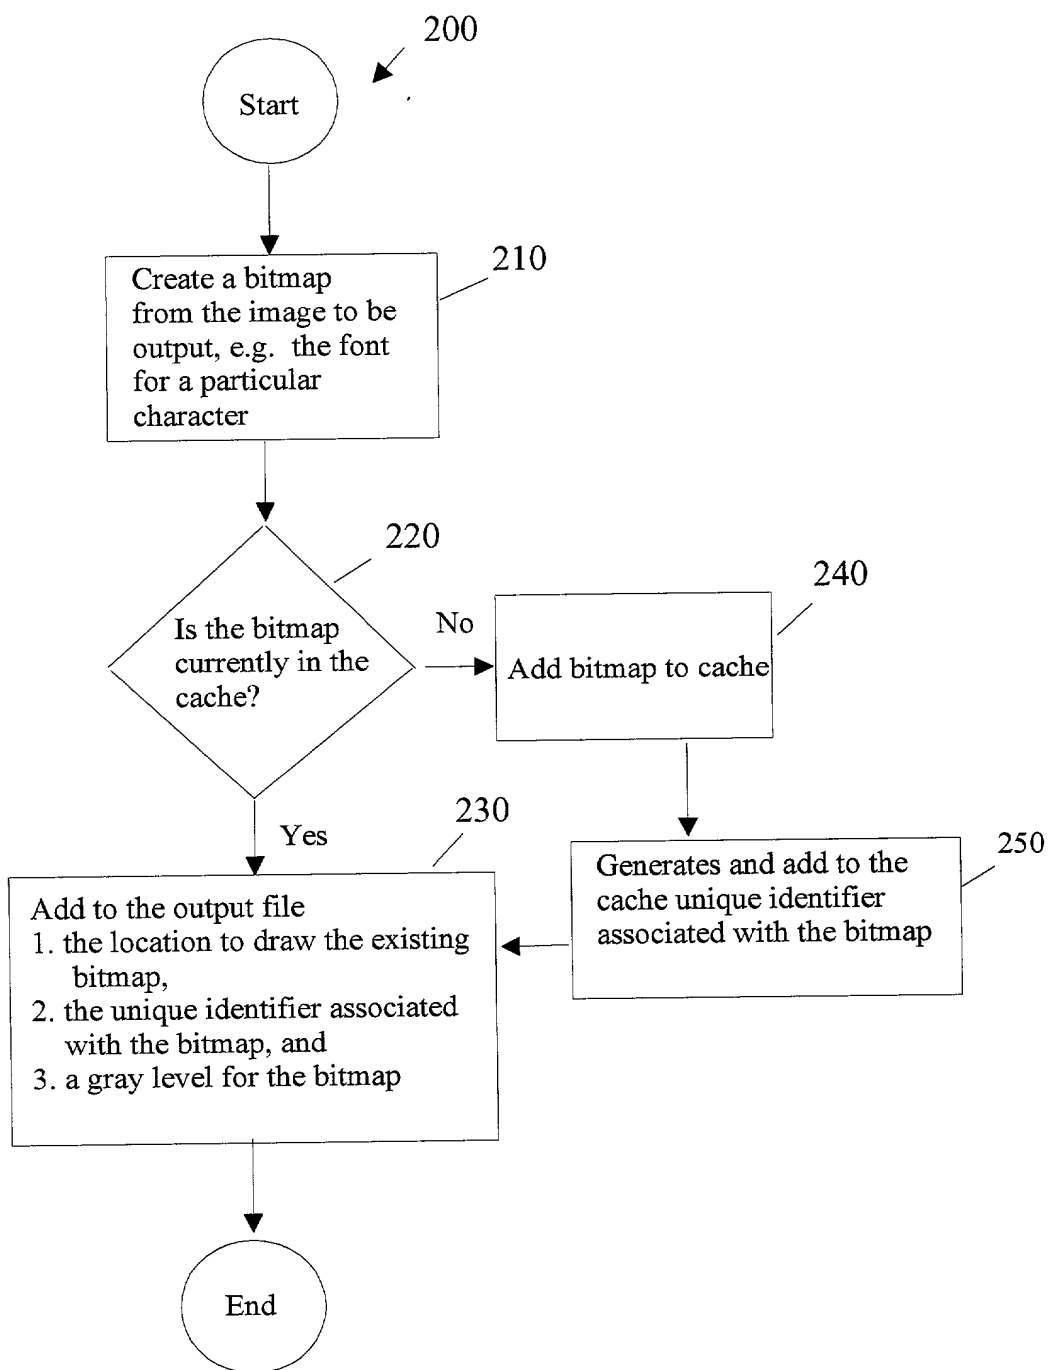 200
Start
210
Create a bitmap
from the image to be
output, e.g. the font
for a particular
character
220
Is the bitmap
currently in the
cache?
No
240
Add bitmap to cache
Yes
230
250
Generates and add to the
cache unique identifier
associated with the bitmap
Add to the output file
1. the location to draw the existing
bitmap,
2. the unique identifier associated
with the bitmap, and
3. a gray level for the bitmap
End